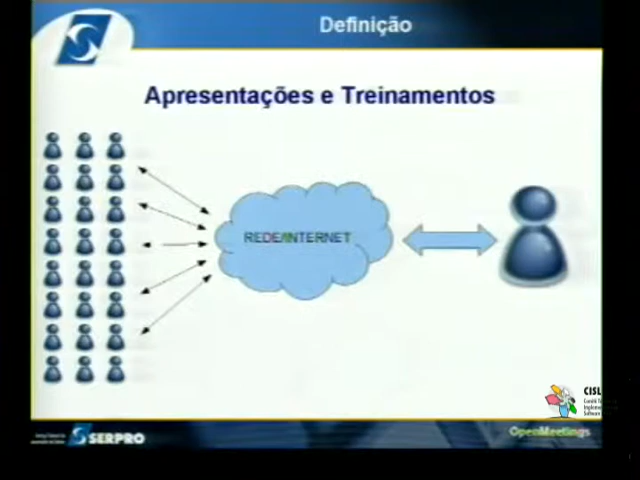 Definição
Apresentações e Treinamentos
REDE/INTERNET
CISL
SERPRO
OpenMeetings